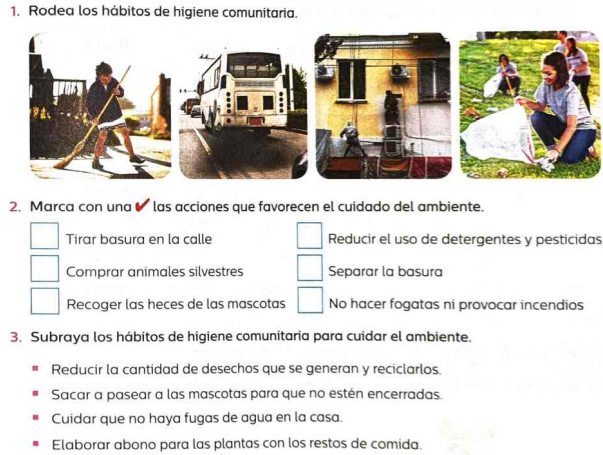 1. Rodea los hábitos de higiene comunitaria.
2. Marca con una ✔ las acciones que favorecen el cuidado del ambiente.
Tirar basura en la calle
Reducir el uso de detergentes y pesticidas
Comprar animales silvestres
Separar la basura
Recoger las heces de las mascotas
No hacer fogatas ni provocar incendios
3. Subraya los hábitos de higiene comunitaria para cuidar el ambiente.
Reducir la cantidad de desechos que se generan y reciclarlos.
Sacar a pasear a las mascotas para que no estén encerradas.
Cuidar que no haya fugas de agua en la casa.
Elaborar abono para las plantas con los restos de comida.